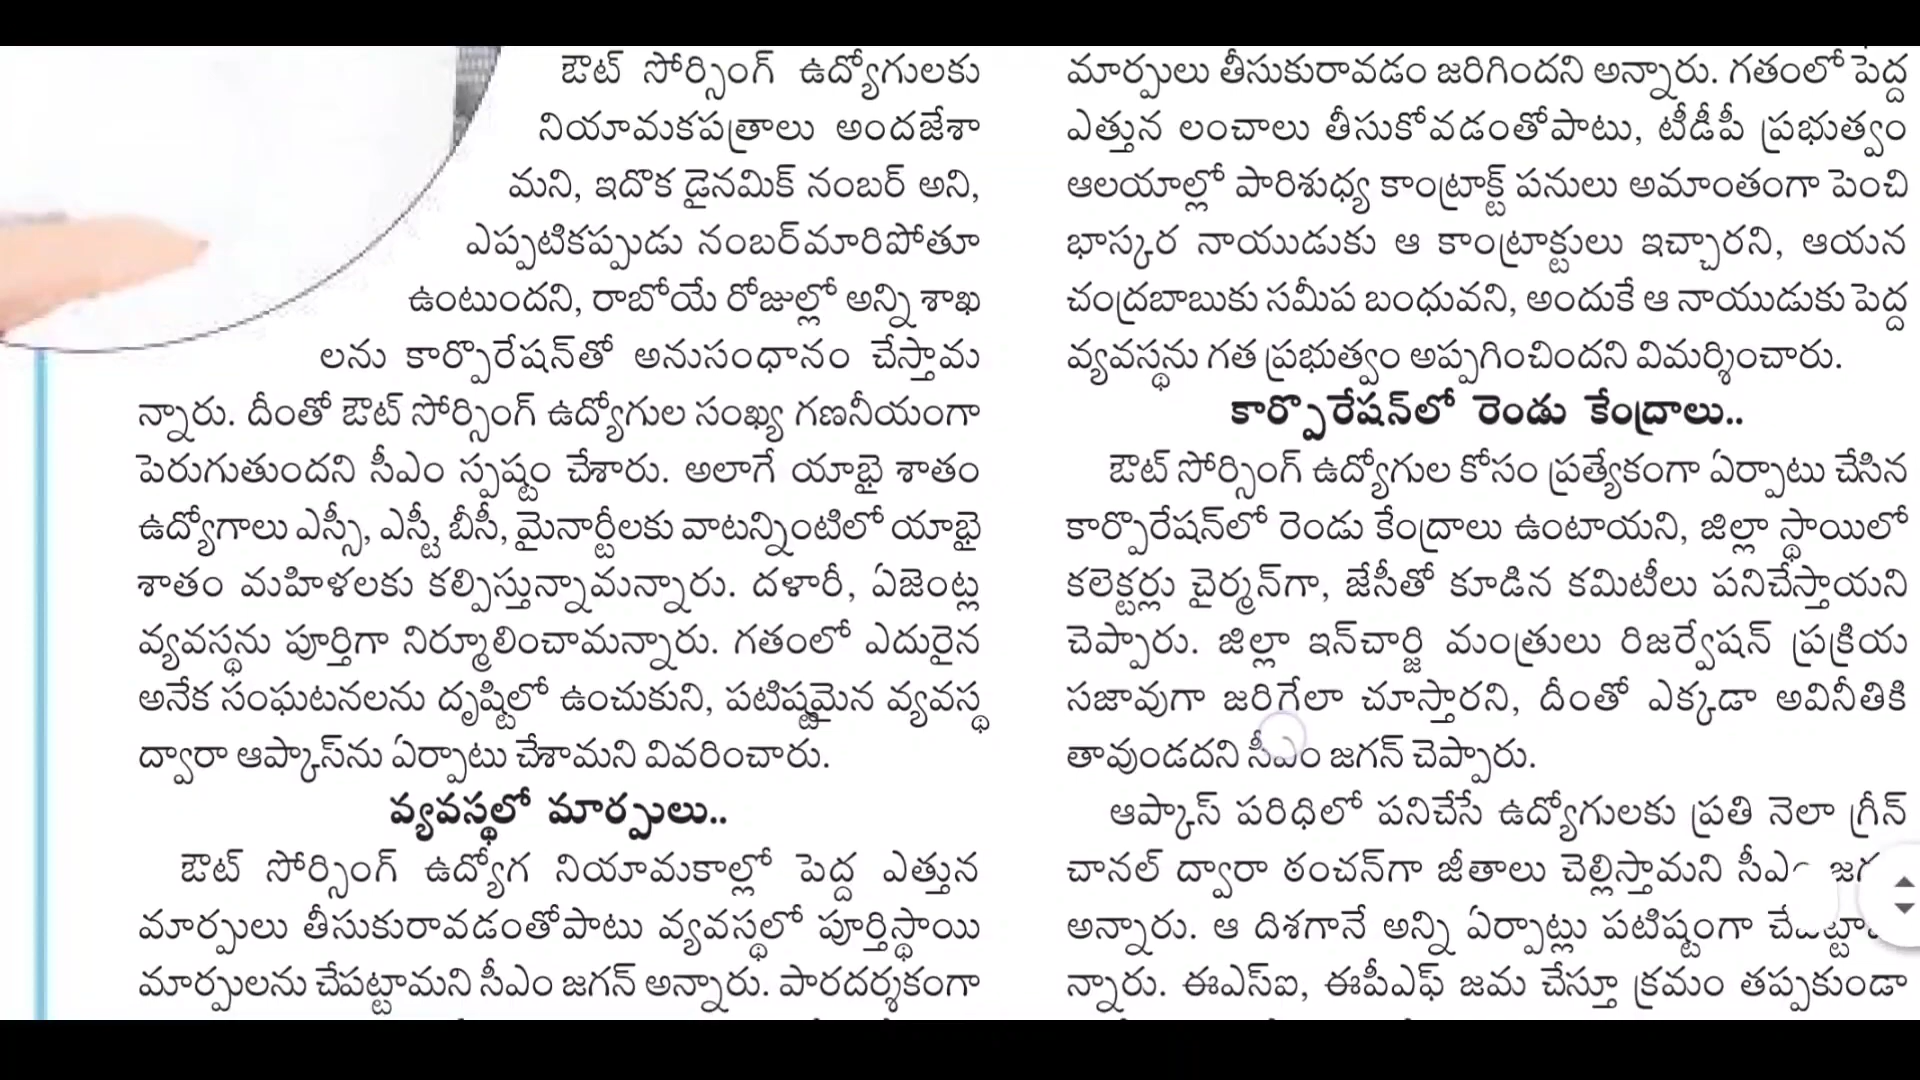 ఔట్ సోర్సింగ్ ఉద్యోగులకు
నియామకపత్రాలు అందజేశా
మని, ఇదొక డైనమిక్ నంబర్ అని,
ఎప్పటికప్పుడు నంబర్‌మారిపోతూ
ఉంటుందని, రాబోయే రోజుల్లో అన్ని శాఖ
లను కార్పొరేషన్‌తో అనుసంధానం చేస్తామ
న్నారు. దీంతో ఔట్ సోర్సింగ్ ఉద్యోగుల సంఖ్య గణనీయంగా
పెరుగుతుందని సీఎం స్పష్టం చేశారు. అలాగే యాభై శాతం
ఉద్యోగాలు ఎస్సీ, ఎస్టీ, బీసీ, మైనార్టీలకు వాటన్నింటిలో యాభై
శాతం మహిళలకు కల్పిస్తున్నామన్నారు. దళారీ, ఏజెంట్ల
వ్యవస్థను పూర్తిగా నిర్మూలించామన్నారు. గతంలో ఎదురైన
అనేక సంఘటనలను దృష్టిలో ఉంచుకుని, పటిష్టమైన వ్యవస్థ
ద్వారా ఆప్కాస్‌ను ఏర్పాటు చేశామని వివరించారు.
వ్యవస్థలో మార్పులు..
ఔట్ సోర్సింగ్ ఉద్యోగ నియామకాల్లో పెద్ద ఎత్తున
మార్పులు తీసుకురావడంతోపాటు వ్యవస్థలో పూర్తిస్థాయి
మార్పులను చేపట్టామని సీఎం జగన్ అన్నారు. పారదర్శకంగా
మార్పులు తీసుకురావడం జరిగిందని అన్నారు. గతంలో పెద్ద
ఎత్తున లంచాలు తీసుకోవడంతోపాటు, టీడీపీ ప్రభుత్వం
ఆలయాల్లో పారిశుధ్య కాంట్రాక్ట్ పనులు అమాంతంగా పెంచి
భాస్కర నాయుడుకు ఆ కాంట్రాక్టులు ఇచ్చారని, ఆయన
చంద్రబాబుకు సమీప బంధువని, అందుకే ఆ నాయుడుకు పెద్ద
వ్యవస్థను గత ప్రభుత్వం అప్పగించిందని విమర్శించారు.
కార్పొరేషన్‌లో రెండు కేంద్రాలు..
ఔట్ సోర్సింగ్ ఉద్యోగుల కోసం ప్రత్యేకంగా ఏర్పాటు చేసిన
కార్పొరేషన్‌లో రెండు కేంద్రాలు ఉంటాయని, జిల్లా స్థాయిలో
కలెక్టర్లు చైర్మన్‌గా, జేసీతో కూడిన కమిటీలు పనిచేస్తాయని
చెప్పారు. జిల్లా ఇన్‌చార్జి మంత్రులు రిజర్వేషన్ ప్రక్రియ
సజావుగా జరిగేలా చూస్తారని, దీంతో ఎక్కడా అవినీతికి
తావుండదని సీఎం జగన్ చెప్పారు.
ఆప్కాస్ పరిధిలో పనిచేసే ఉద్యోగులకు ప్రతి నెలా గ్రీన్
చానల్ ద్వారా ఠంచన్‌గా జీతాలు చెల్లిస్తామని సీఎం
అన్నారు. ఆ దిశగానే అన్ని ఏర్పాట్లు పటిష్టంగా
న్నారు. ఈఎస్ఐ, ఈపీఎఫ్ జమ చేస్తూ క్రమం తప్పకుండా